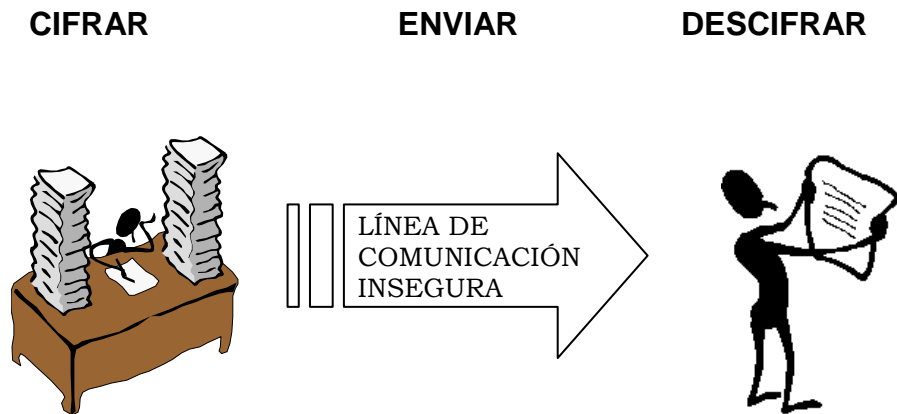 CIFRAR ENVIAR DESCIFRAR
LÍNEA DE
COMUNICACIÓN
INSEGURA